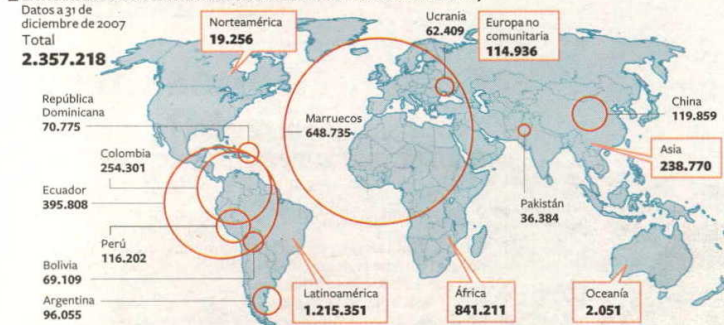 Datos a 31 de
diciembre de 2007
Total
2.357.218
Norteamérica
19.256
Ucrania
62.409
Europa no
comunitaria
114.936
República
Dominicana
70.775
Marruecos
648.735
China
119.859
Colombia
254.301
Asia
238.770
Ecuador
395.808
Pakistán
36.384
Perú
116.202
Bolivia
69.109
Argentina
96.055
Latinoamérica
1.215.351
África
841.211
Oceanía
2.051